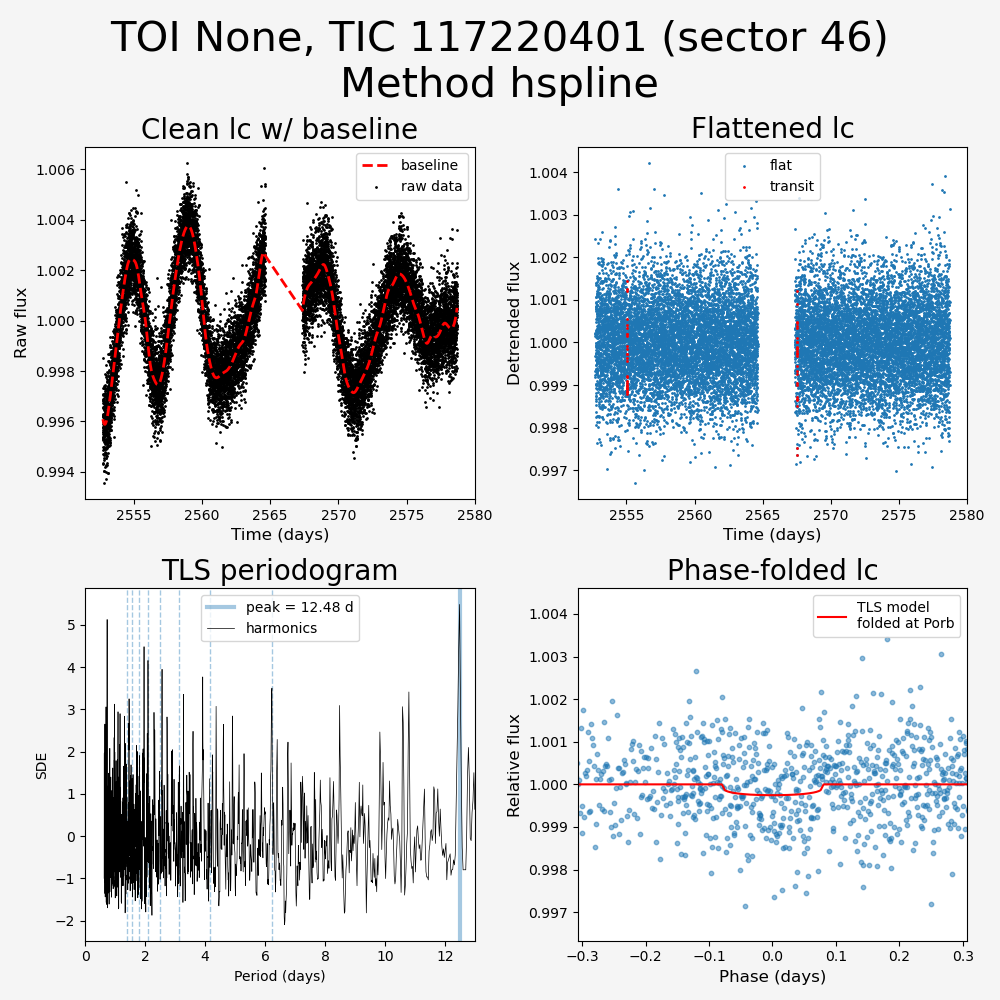 TOI None, TIC 117220401 (sector 46)
Method hspline
Clean lc w/ baseline
baseline
raw data
1.006
1.004
1.002
1.000
0.998
0.996
0.994
Raw flux
2555
2560
2565
2570
2575
2580
Time (days)
Flattened lc
flat
transit
1.004
1.003
1.002
1.001
1.000
0.999
0.998
0.997
Detrended flux
2555
2560
2565
2570
2575
2580
Time (days)
TLS periodogram
peak = 12.48 d
harmonics
5
4
3
2
1
0
−1
−2
SDE
0
2
4
6
8
10
12
Period (days)
Phase-folded lc
TLS model
folded at Porb
1.004
1.003
1.002
1.001
1.000
0.999
0.998
0.997
Relative flux
−0.3
−0.2
−0.1
0.0
0.1
0.2
0.3
Phase (days)